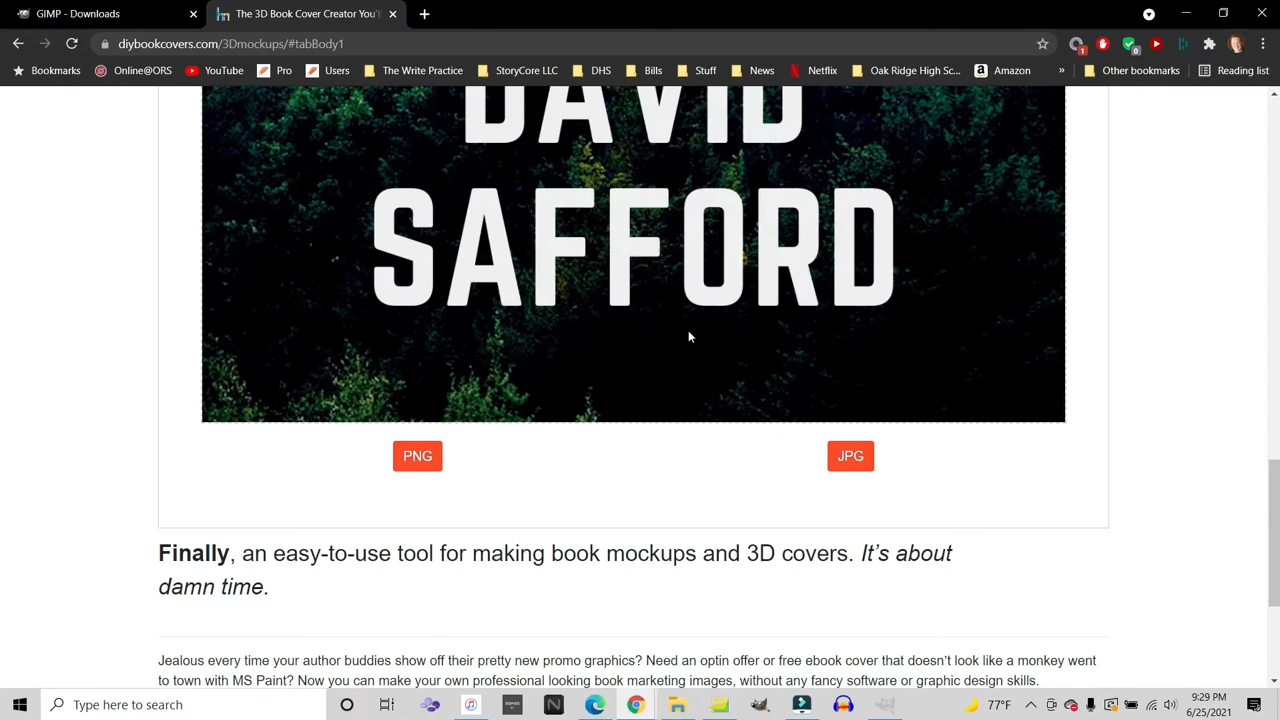 GIMP - Downloads
The 3D Book Cover Creator You'l
diybookcovers.com/3Dmockups/#tabBody1
Bookmarks Online@ORS YouTube Pro Users The Write Practice StoryCore LLC DHS Bills Stuff News Netflix Oak Ridge High Sc... Amazon » Other bookmarks Reading list
DAVID
SAFFORD
PNG JPG
Finally, an easy-to-use tool for making book mockups and 3D covers. It's about
damn time.
Jealous every time your author buddies show off their pretty new promo graphics? Need an optin offer or free ebook cover that doesn't look like a monkey went
to town with MS Paint? Now you can make your own professional looking book marketing images, without any fancy software or graphic design skills.
Type here to search
77°F
9:29 PM
6/25/2021